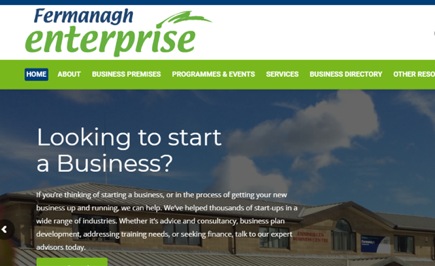 Fermanagh
enterprise
HOME ABOUT BUSINESS PREMISES PROGRAMMES & EVENTS SERVICES BUSINESS DIRECTORY OTHER RESO
Looking to start
a Business?
If you're thinking of starting a business, or in the process of getting your new
business up and running, we can help. We've helped thousands of start-ups in a
wide range of industries. Whether it's advice and consultancy, business plan
development, addressing training needs, or seeking finance, talk to our expert
advisors today.